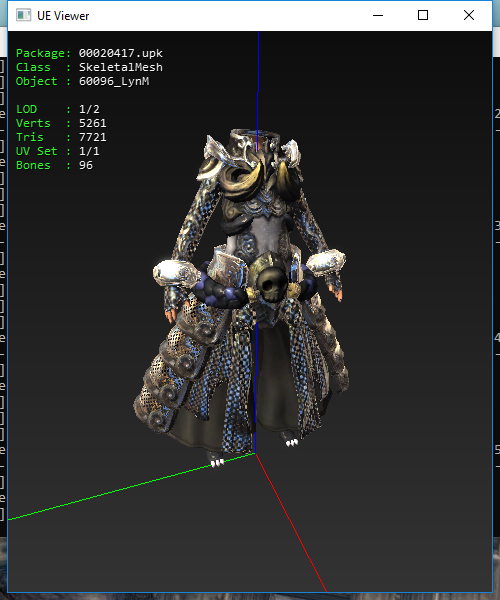 UE Viewer
Package: 00020417.upk
Class : SkeletalMesh
Object : 60096_LynM
LOD : 1/2
Verts : 5261
Tris : 7721
UV Set : 1/1
Bones : 96